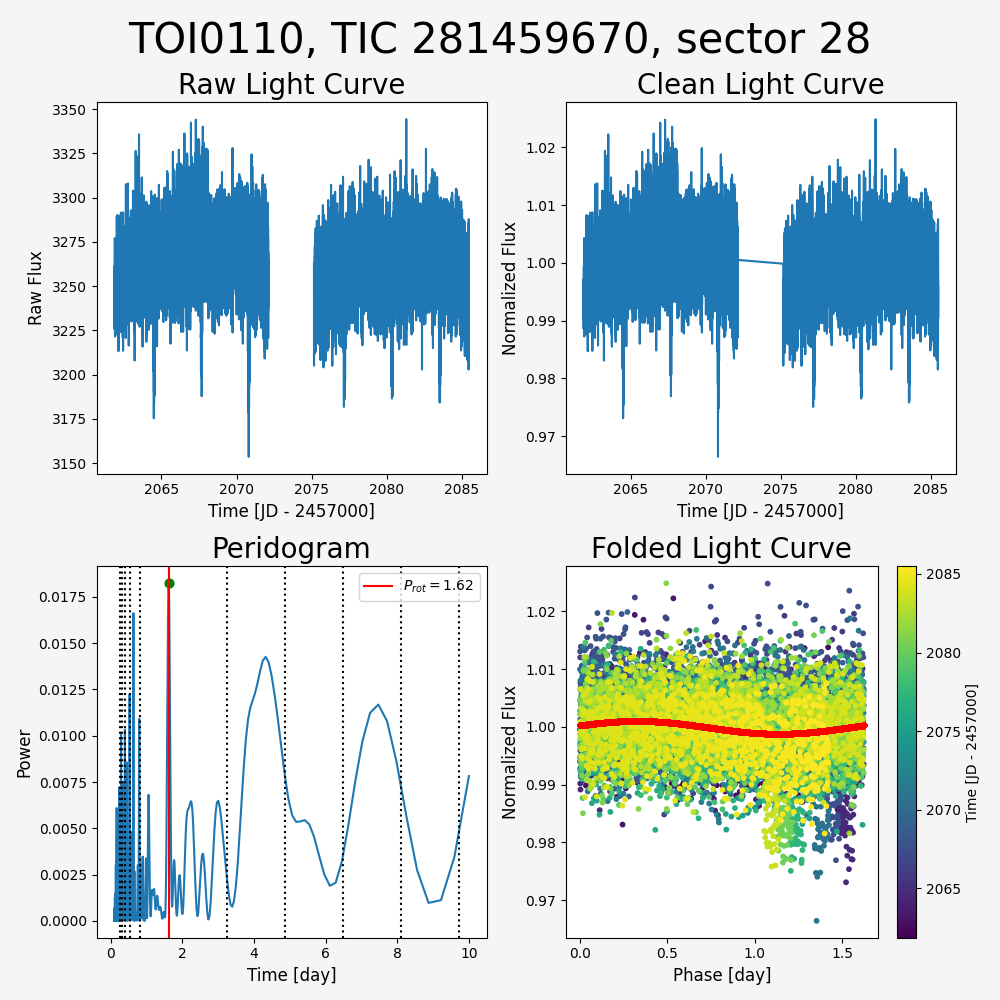 TOI0110, TIC 281459670, sector 28
Raw Light Curve
3350
3325
3300
3275
3250
3225
3200
3175
3150
Raw Flux
2065 2070 2075 2080 2085
Time [JD - 2457000]
Clean Light Curve
1.02
1.01
1.00
0.99
0.98
0.97
Normalized Flux
2065 2070 2075 2080 2085
Time [JD - 2457000]
Peridogram
P_rot = 1.62
0.0175
0.0150
0.0125
0.0100
0.0075
0.0050
0.0025
0.0000
Power
0 2 4 6 8 10
Time [day]
Folded Light Curve
1.02
1.01
1.00
0.99
0.98
0.97
Normalized Flux
0.0 0.5 1.0 1.5
Phase [day]
2085
2080
2075
2070
2065
Time [JD - 2457000]